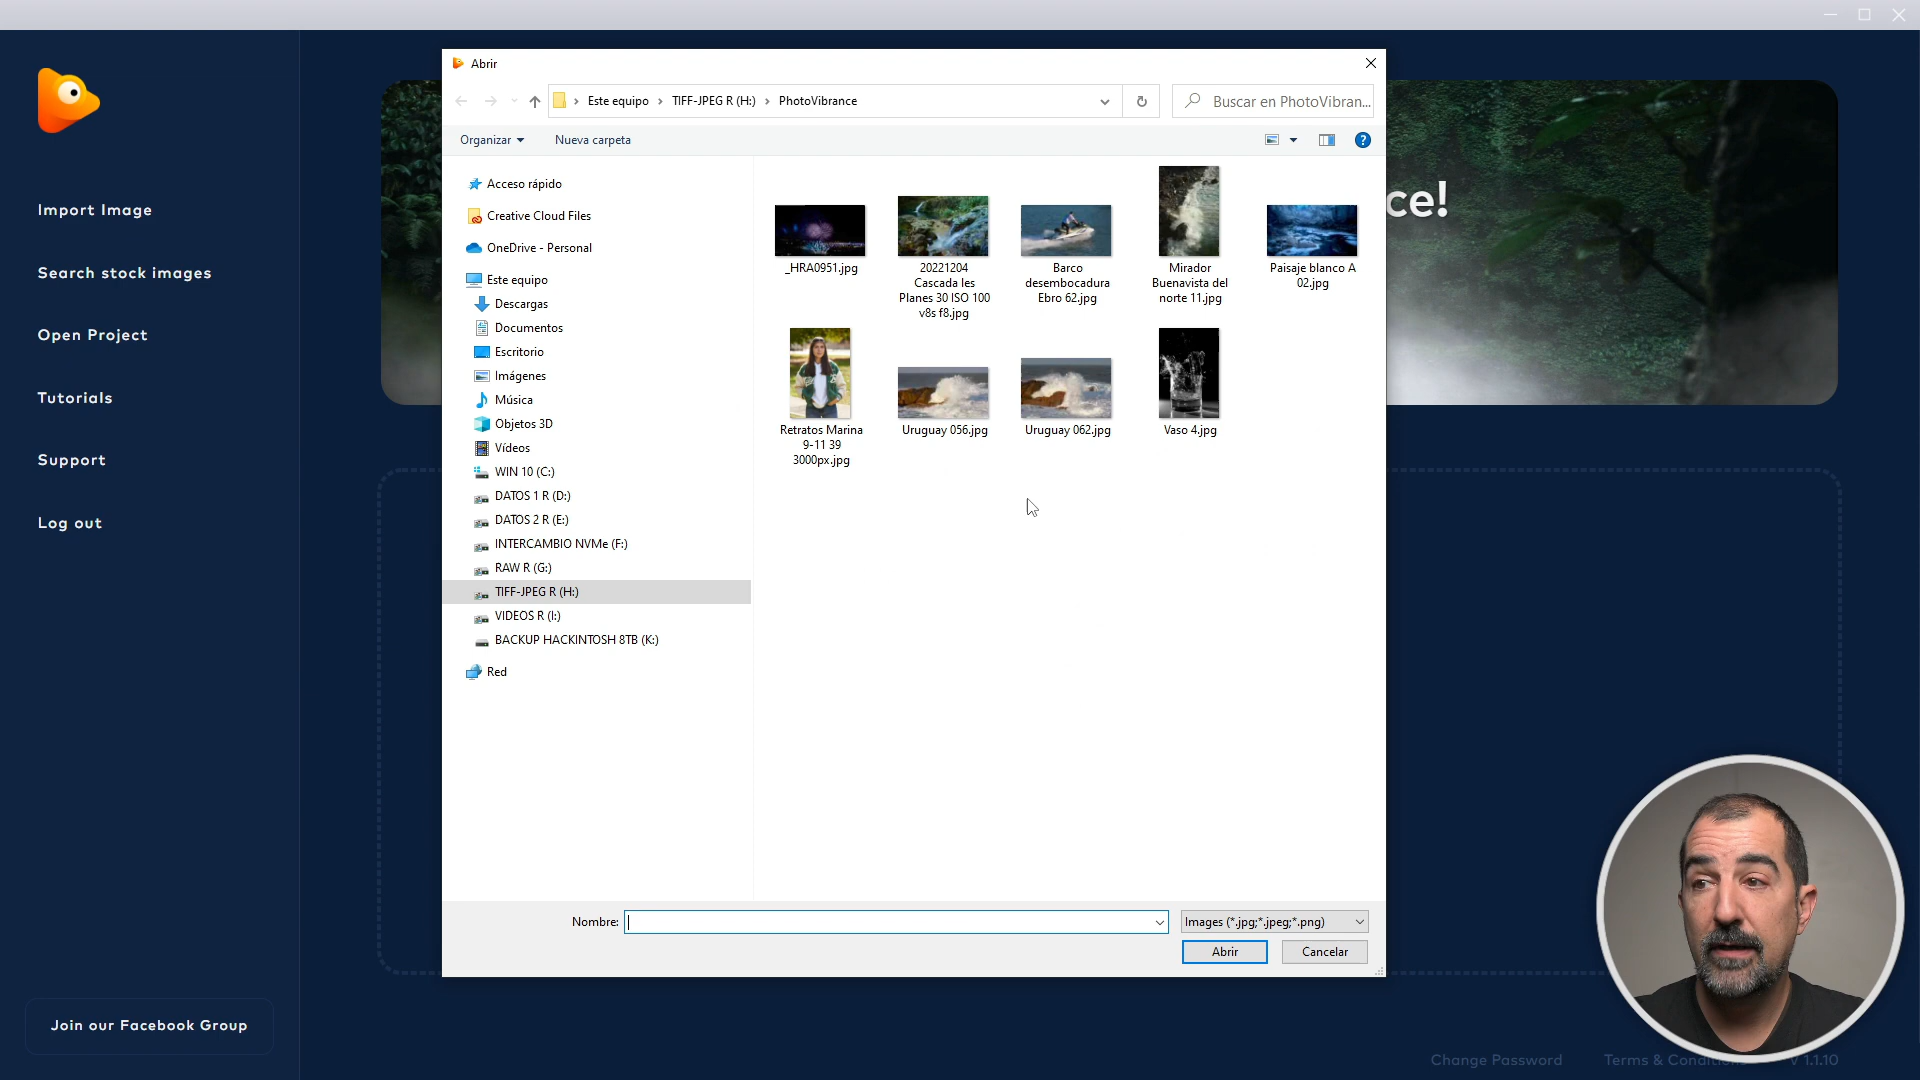 Abrir
Este equipo
TIFF-JPEG R (H:)
PhotoVibrance
Buscar en PhotoVibran...
Organizar
Nueva carpeta
Import Image
Search stock images
Open Project
Tutorials
Support
Log out
Join our Facebook Group
Acceso rápido
Creative Cloud Files
OneDrive - Personal
Este equipo
Descargas
Documentos
Escritorio
Imágenes
Música
Objetos 3D
Vídeos
WIN 10 (C:)
DATOS 1 R (D:)
DATOS 2 R (E:)
INTERCAMBIO NVMe (F:)
RAW R (G:)
TIFF-JPEG R (H:)
VIDEOS R (I:)
BACKUP HACKINTOSH 8TB (K:)
Red
_HRA0951.jpg
20221204
Cascada les
Planes 30 ISO 100
v8s f8.jpg
Barco
desembocadura
Ebro 62.jpg
Mirador
Buenavista del
norte 11.jpg
Paisaje blanco A
02.jpg
Retratos Marina
9-11 39
3000px.jpg
Uruguay 056.jpg
Uruguay 062.jpg
Vaso 4.jpg
ce!
Nombre:
Images (*.jpg;*.jpeg;*.png)
Abrir
Cancelar
Change Password
Terms &
1.1.10